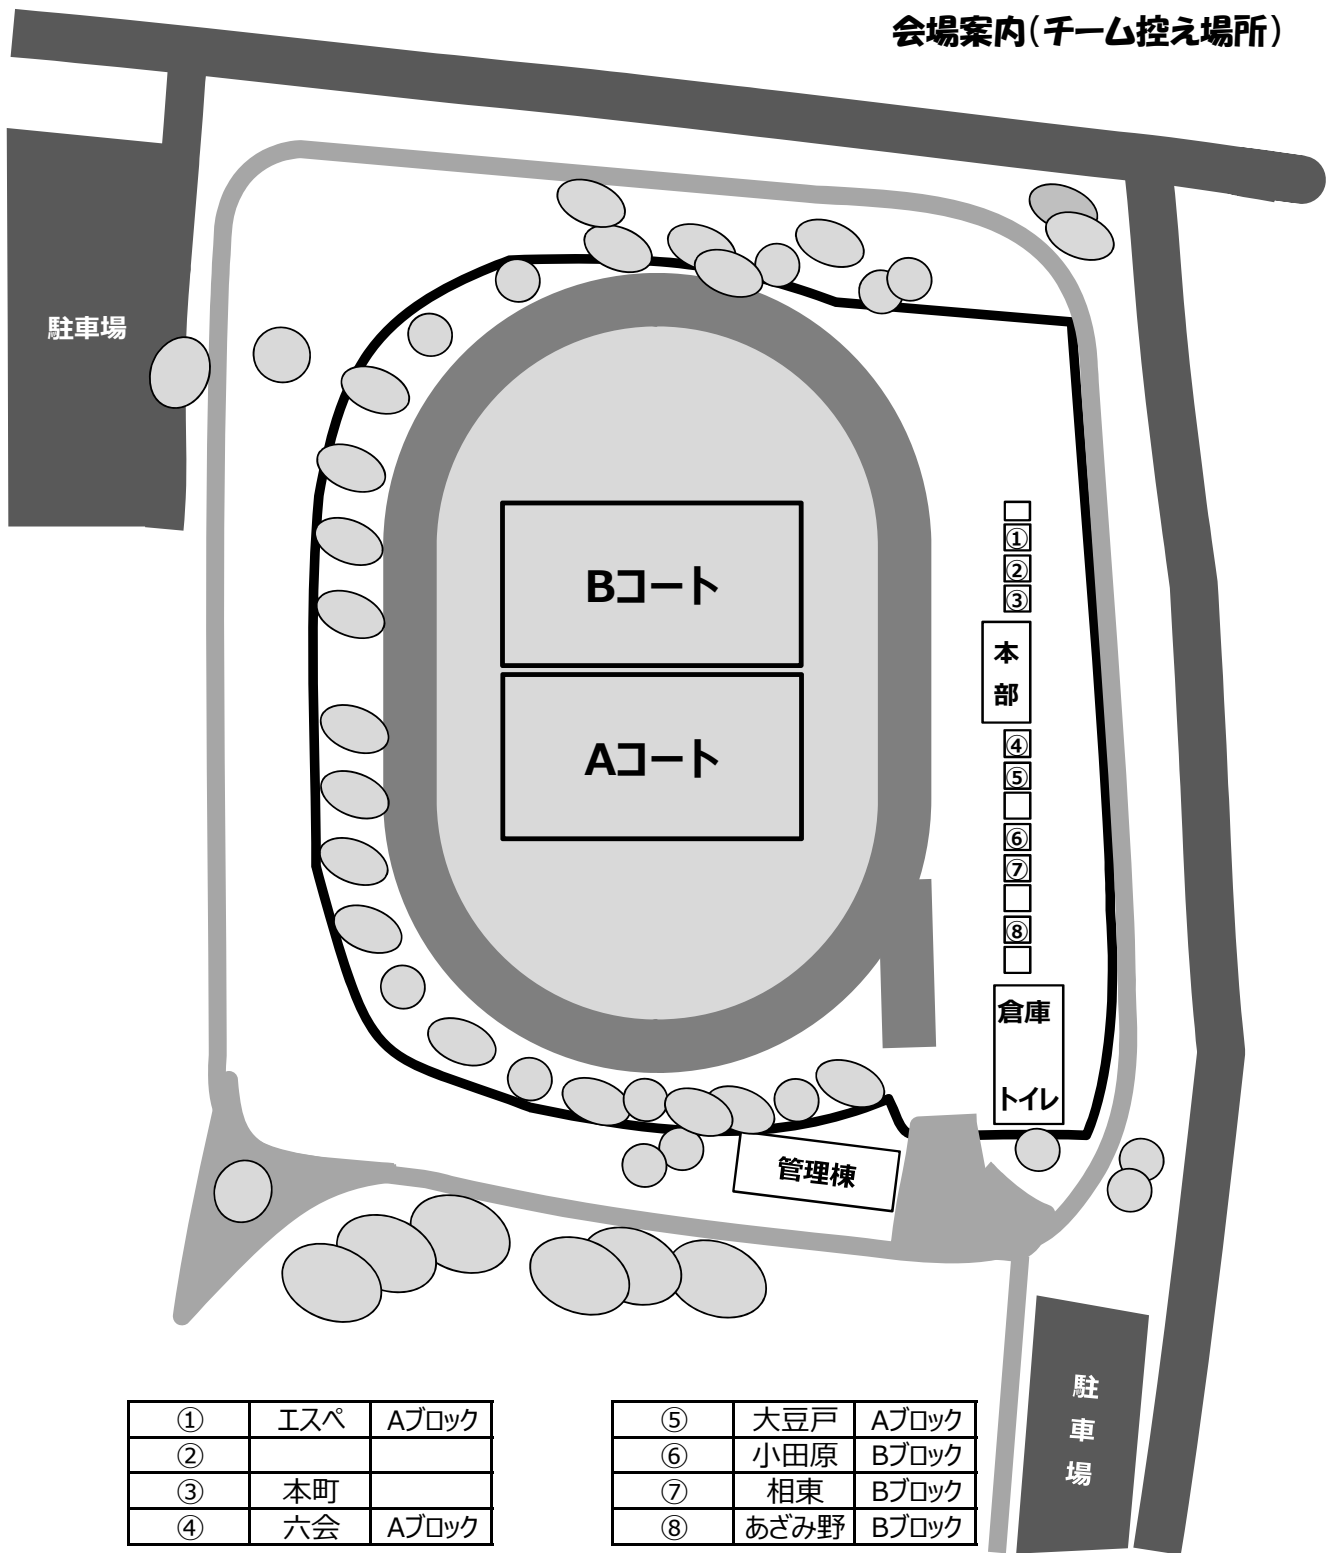 会場案内(チーム控え場所)
駐車場
①
②
③
Bコート
本
部
Aコート
④
⑤
⑥
⑦
⑧
倉庫
トイレ
管理棟
駐
車
場
① エスペ Aブロック
②
③ 本町
④ 六会 Aブロック
⑤ 大豆戸 Aブロック
⑥ 小田原 Bブロック
⑦ 相東 Bブロック
⑧ あざみ野 Bブロック